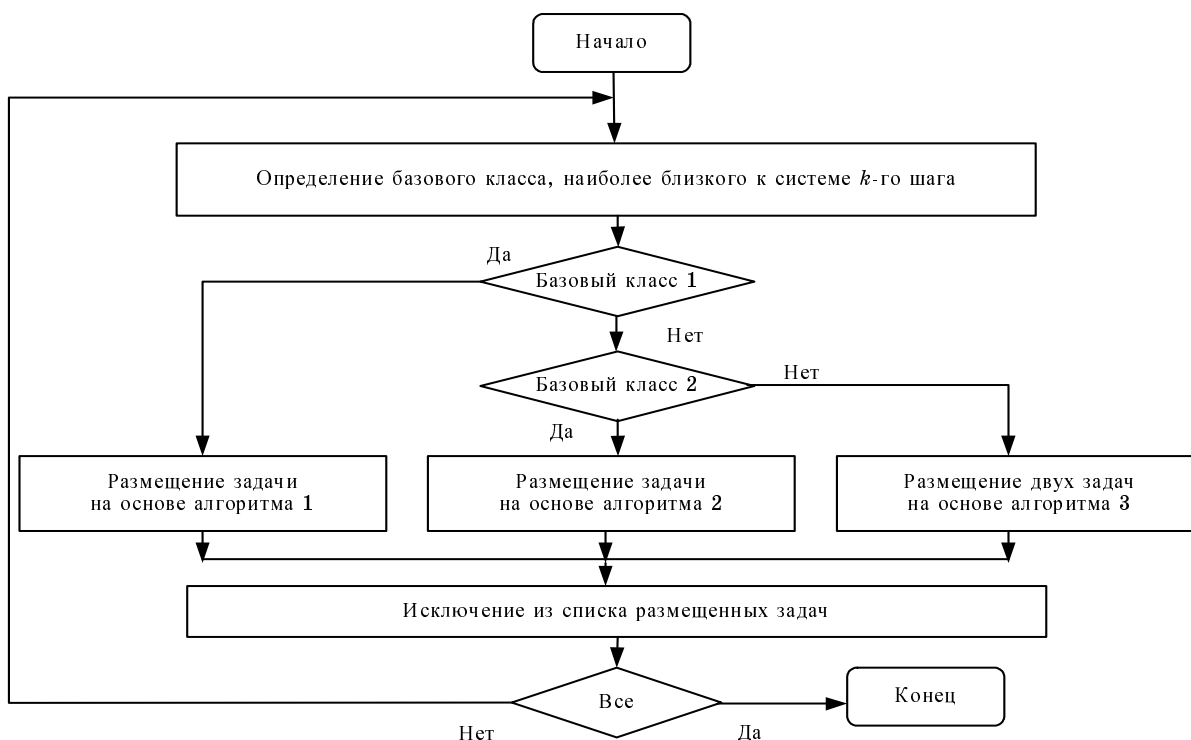 Начало
Определение базового класса, наиболее близкого к системе k-го шага
Да
Базовый класс 1
Нет
Базовый класс 2
Нет
Да
Размещение задачи
на основе алгоритма 1
Размещение задачи
на основе алгоритма 2
Размещение двух задач
на основе алгоритма 3
Исключение из списка размещенных задач
Все
Конец
Нет
Да